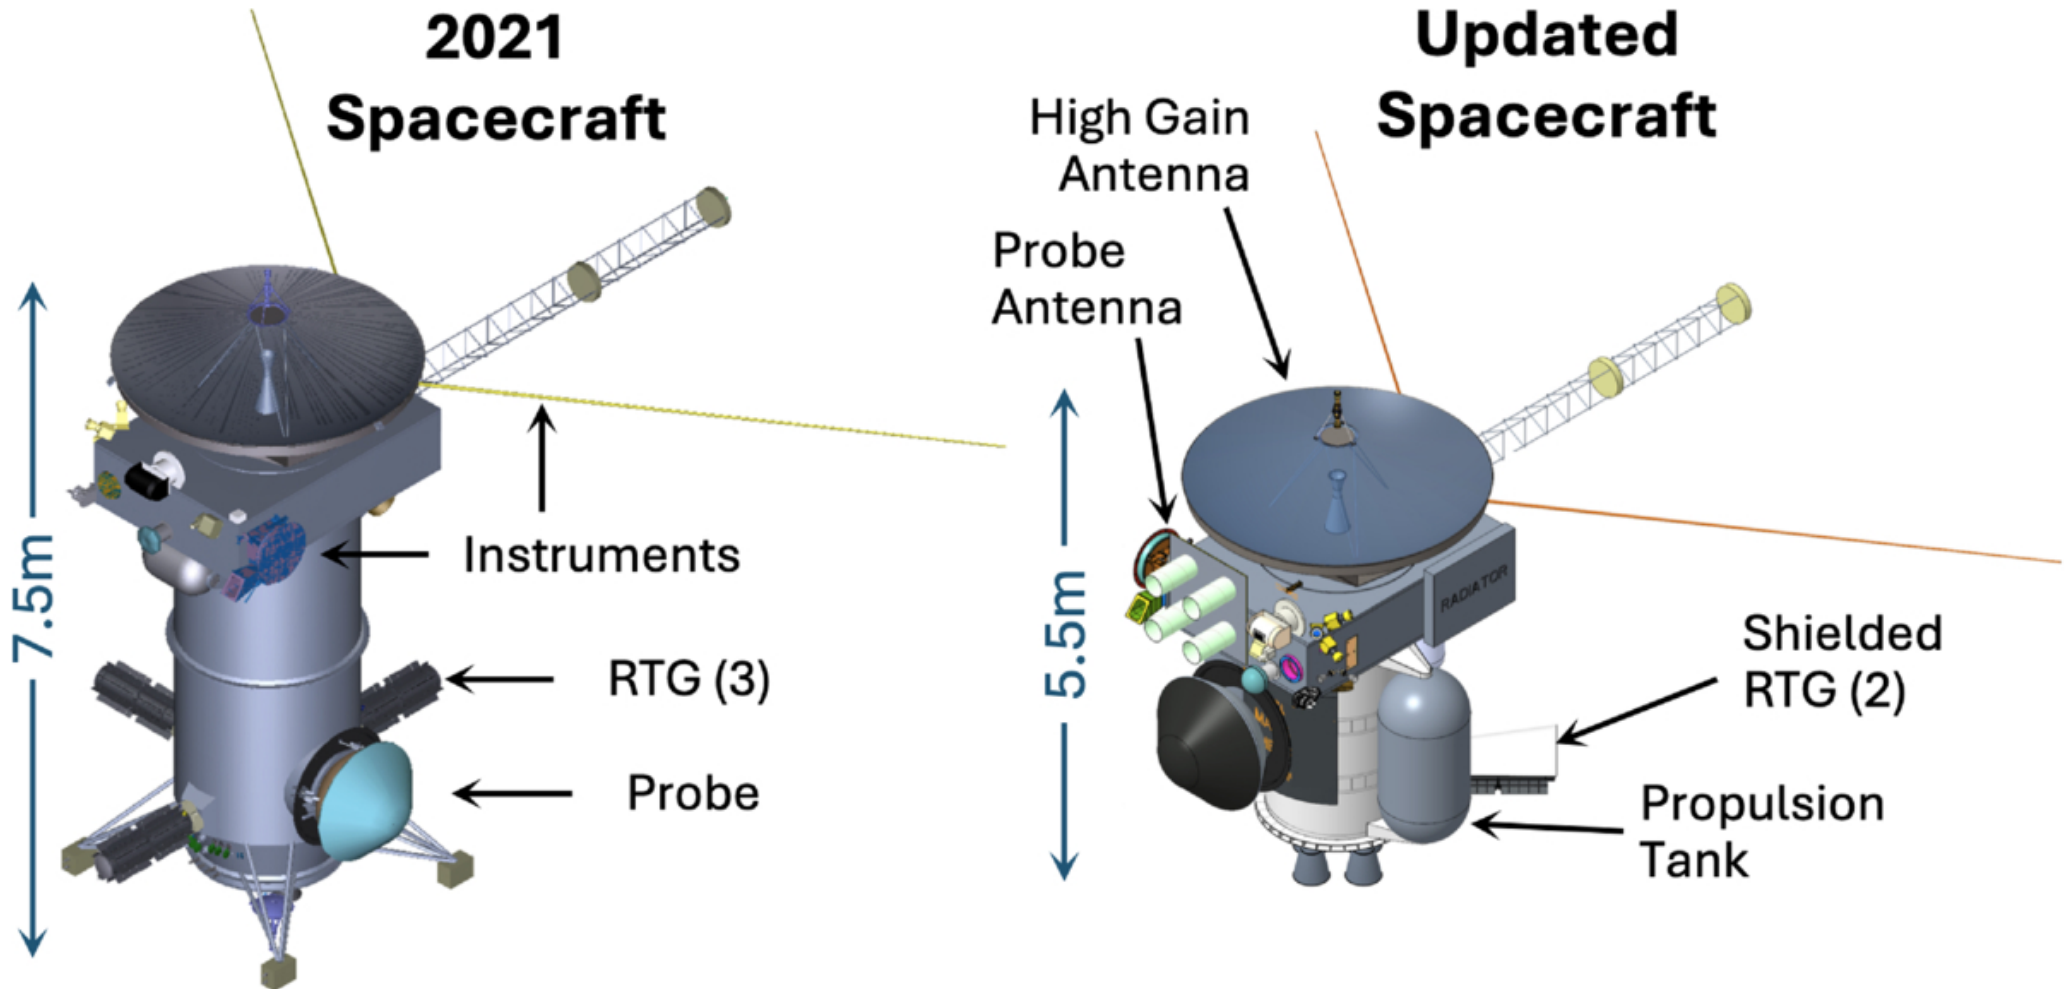 2021
Spacecraft
7.5m
Instruments
RTG (3)
Probe
Updated
Spacecraft
High Gain
Antenna
Probe
Antenna
5.5m
RADIATOR
Shielded
RTG (2)
Propulsion
Tank